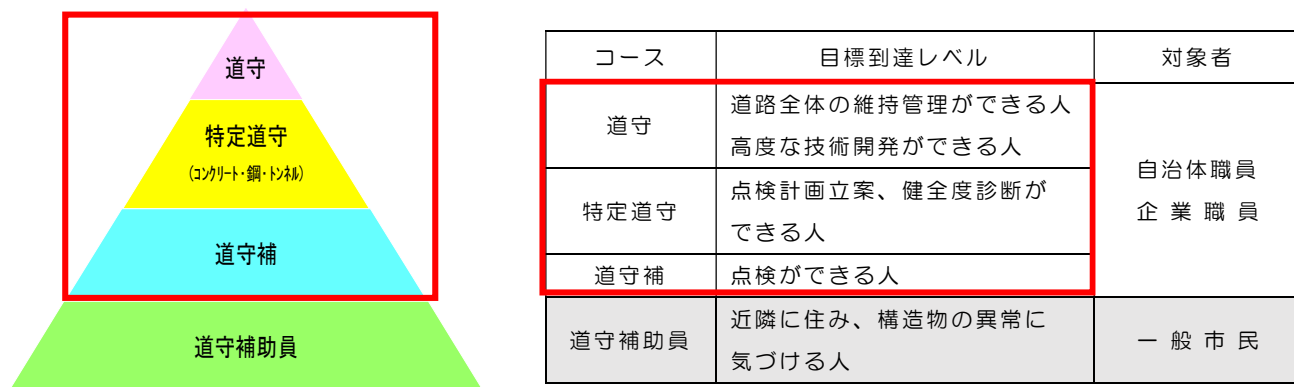 道守
特定道守
(コンクリート・鋼・トンネル)
道守補
道守補助員
コース 目標到達レベル 対象者
道守 道路全体の維持管理ができる人
高度な技術開発ができる人
特定道守 点検計画立案、健全度診断が
できる人
道守補 点検ができる人
自治体職員
企業職員
道守補助員 近隣に住み、構造物の異常に
気づける人
一般市民